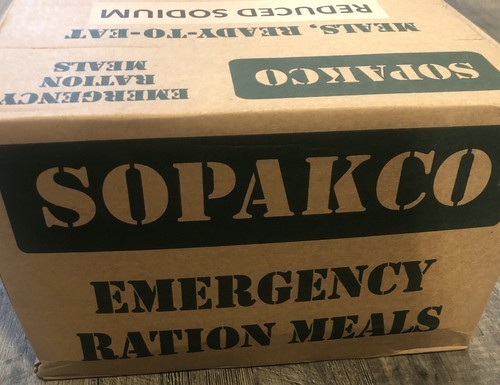 REDUCED SODIUM
MEALS, READY-TO-EAT
EMERGENCY
RATION
MEALS
SOPAKCO
SOPAKCO
EMERGENCY
RATION MEALS